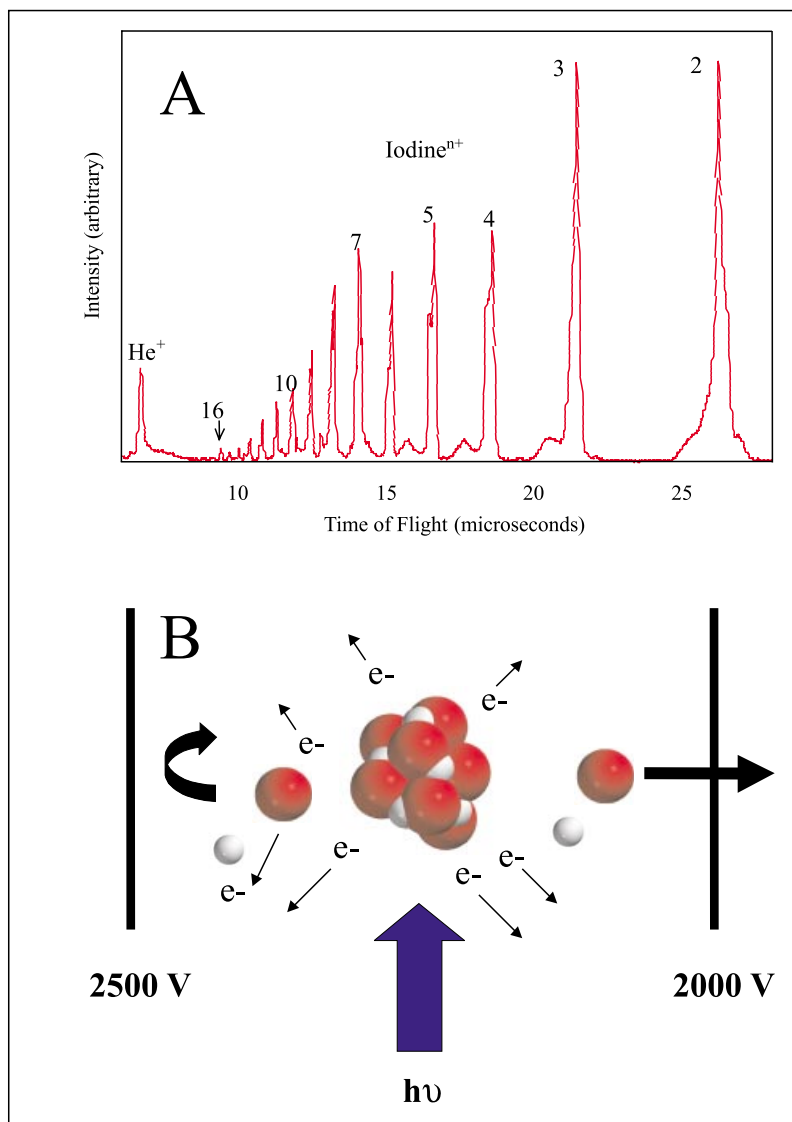 A
3
2
Iodineⁿ⁺
5
4
7
He⁺
10
16
Intensity (arbitrary)
10 15 20 25
Time of Flight (microseconds)
B
e-
e-
e-
e-
e-
e-
e-
2500 V
2000 V
hυ